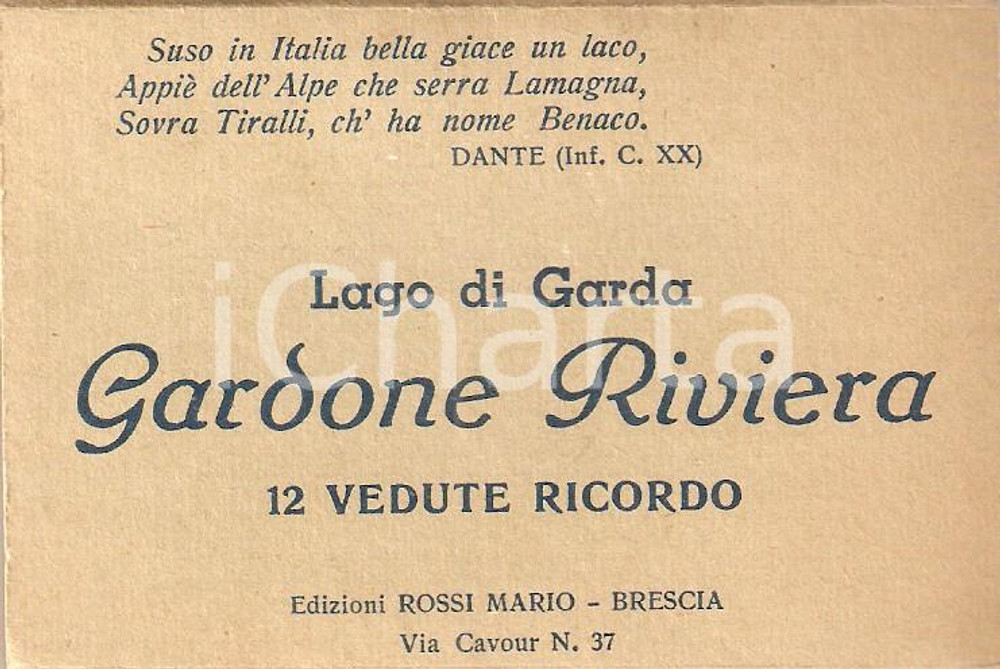 Suso in Italia bella giace un laco,
Appiè dell'Alpe che serra Lamagna,
Sovra Tiralli, ch' ha nome Benaco.
DANTE (Inf. C. XX)
Lago di Garda
iCharta
Gardone Riviera
12 VEDUTE RICORDO
Edizioni ROSSI MARIO - BRESCIA
Via Cavour N. 37